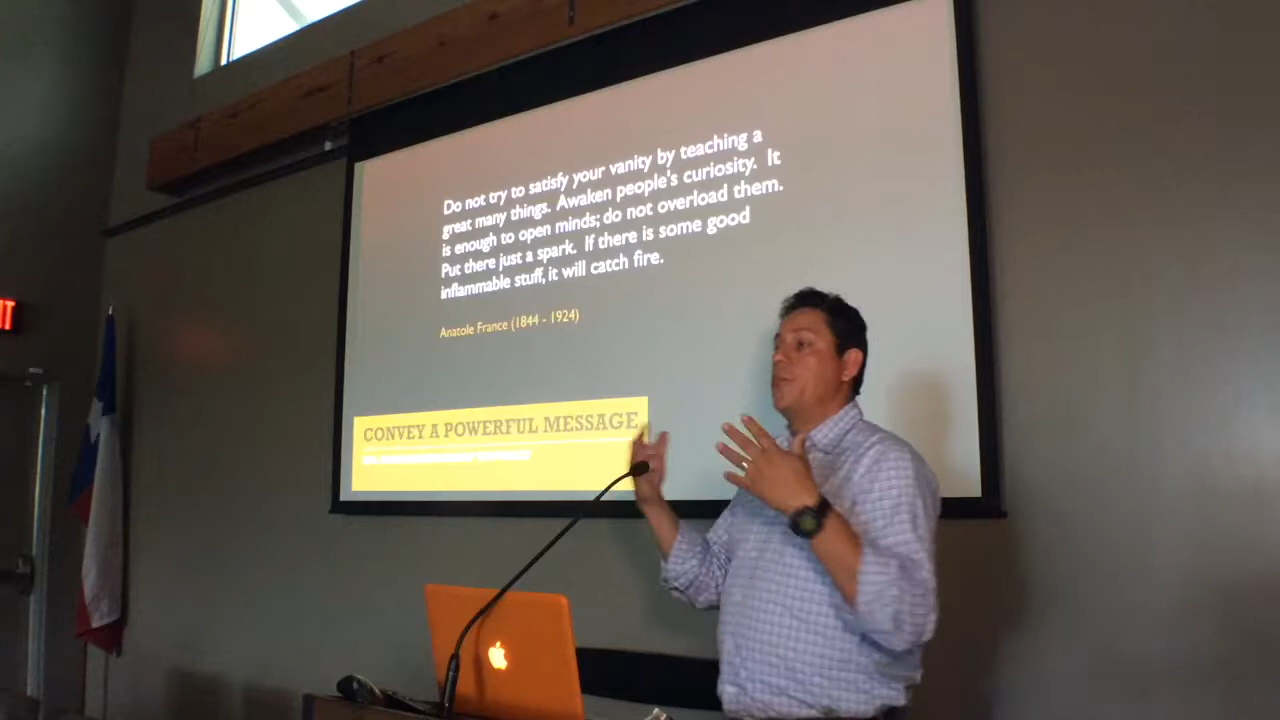 Do not try to satisfy your vanity by teaching a
great many things. Awaken people's curiosity. It
is enough to open minds; do not overload them.
Put there just a spark. If there is some good
inflammable stuff, it will catch fire.
Anatole France (1844 - 1924)
CONVEY A POWERFUL MESSAGE
IT